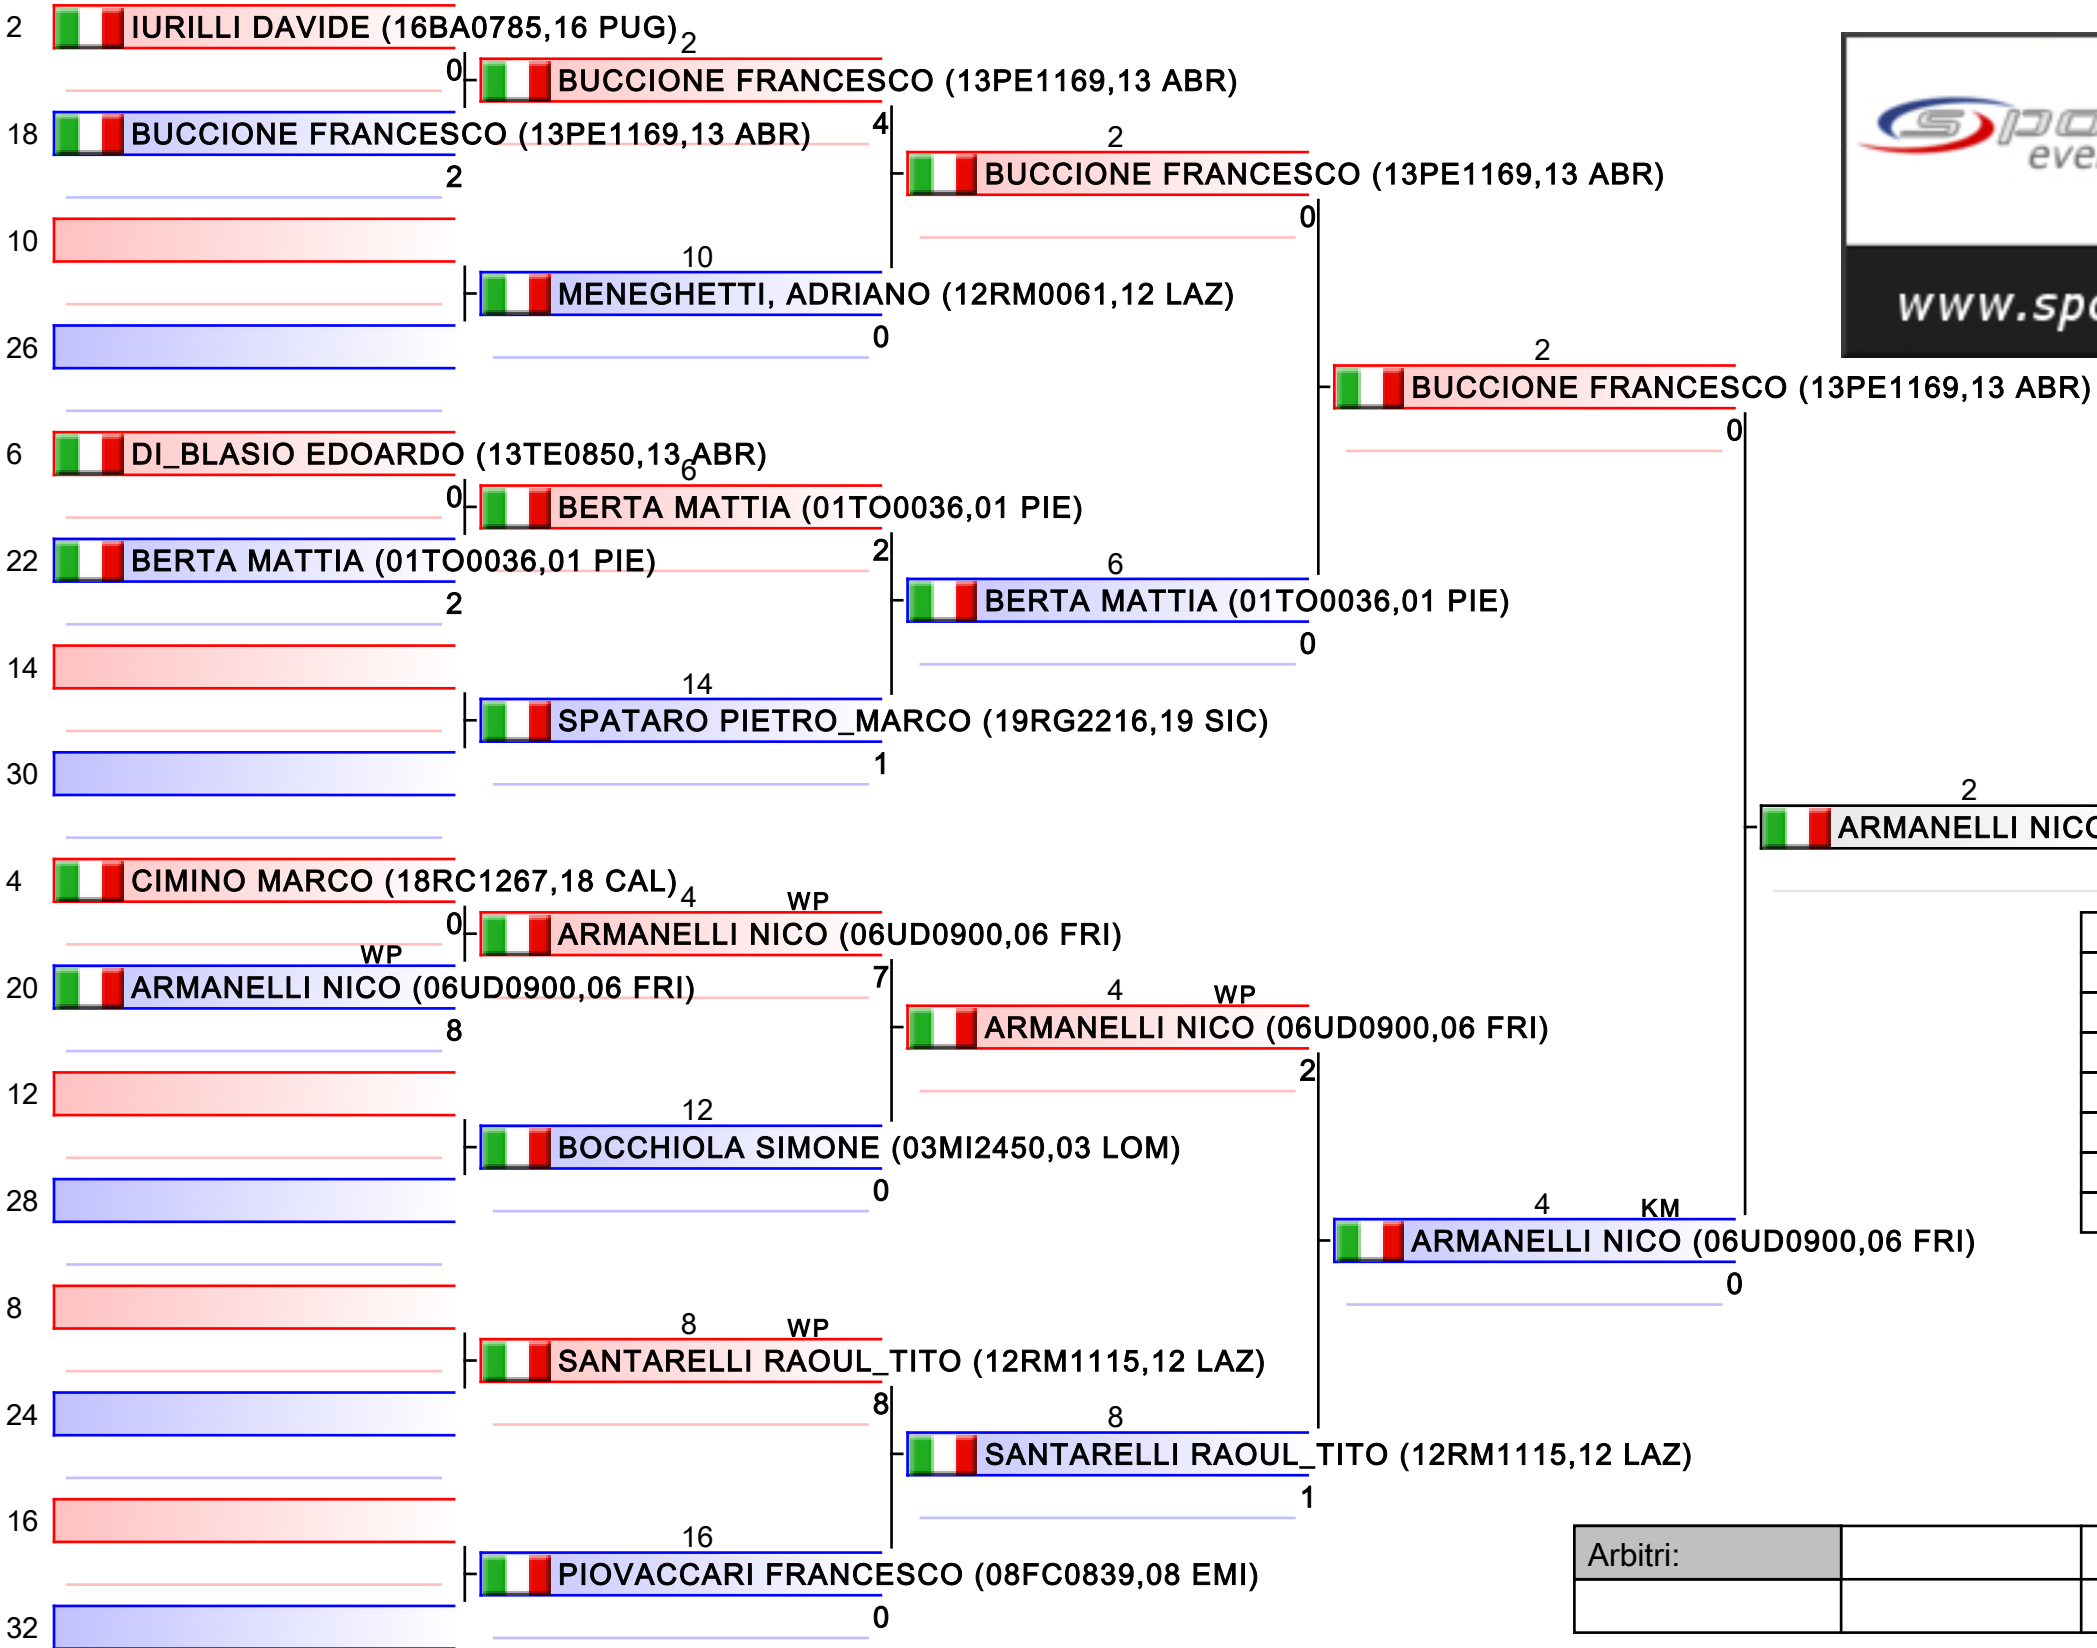 2 IURILLI DAVIDE (16BA0785,16 PUG)
2
0 BUCCIONE FRANCESCO (13PE1169,13 ABR)
18 BUCCIONE FRANCESCO (13PE1169,13 ABR)
4
2
2
BUCCIONE FRANCESCO (13PE1169,13 ABR)
0
10
10
MENEGHETTI, ADRIANO (12RM0061,12 LAZ)
0
26
www.spo
2
BUCCIONE FRANCESCO (13PE1169,13 ABR)
0
6 DI_BLASIO EDOARDO (13TE0850,13 ABR)
6
0 BERTA MATTIA (01TO0036,01 PIE)
22 BERTA MATTIA (01TO0036,01 PIE)
2
2
6
BERTA MATTIA (01TO0036,01 PIE)
0
14
14
SPATARO PIETRO_MARCO (19RG2216,19 SIC)
1
30
2
ARMANELLI NICO
4 CIMINO MARCO (18RC1267,18 CAL)
4 WP
0 ARMANELLI NICO (06UD0900,06 FRI)
WP
20 ARMANELLI NICO (06UD0900,06 FRI)
7
8
4 WP
ARMANELLI NICO (06UD0900,06 FRI)
2
12
12
BOCCHIOLA SIMONE (03MI2450,03 LOM)
0
28
4 KM
ARMANELLI NICO (06UD0900,06 FRI)
0
8
8 WP
SANTARELLI RAOUL_TITO (12RM1115,12 LAZ)
8
24
8
SANTARELLI RAOUL_TITO (12RM1115,12 LAZ)
1
16
16
PIOVACCARI FRANCESCO (08FC0839,08 EMI)
0
32
Arbitri: